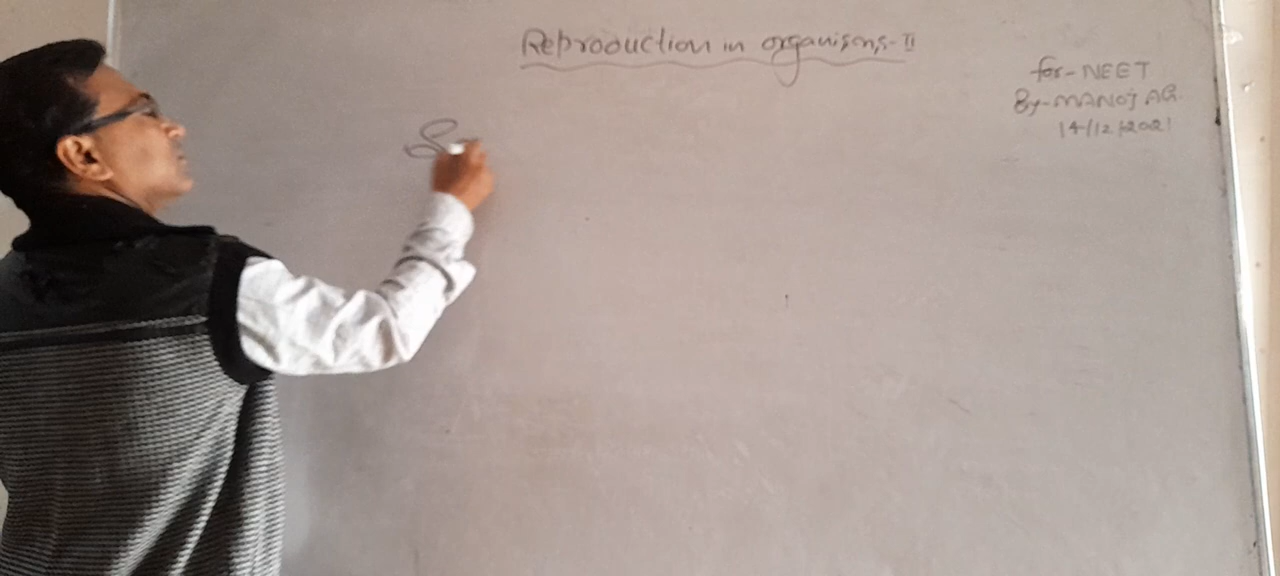 Reproduction in organisms-II
for-NEET
By-MANOJ AG.
14/12/2021
S